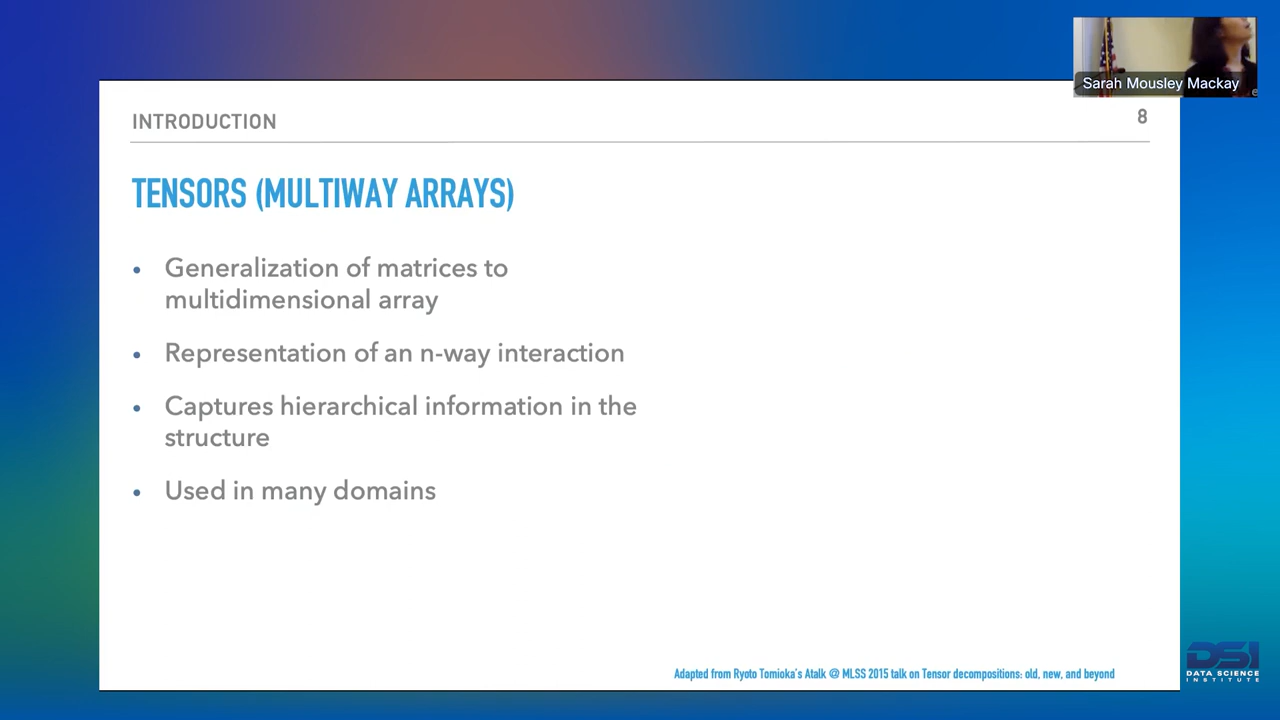 Sarah Mousley Mackay
INTRODUCTION
8
TENSORS (MULTIWAY ARRAYS)
• Generalization of matrices to
multidimensional array
• Representation of an n-way interaction
• Captures hierarchical information in the
structure
• Used in many domains
Adapted from Ryoto Tomioka's Atalk @ MLSS 2015 talk on Tensor decompositions: old, new, and beyond
DSI
DATA SCIENCE
INSTITUTE